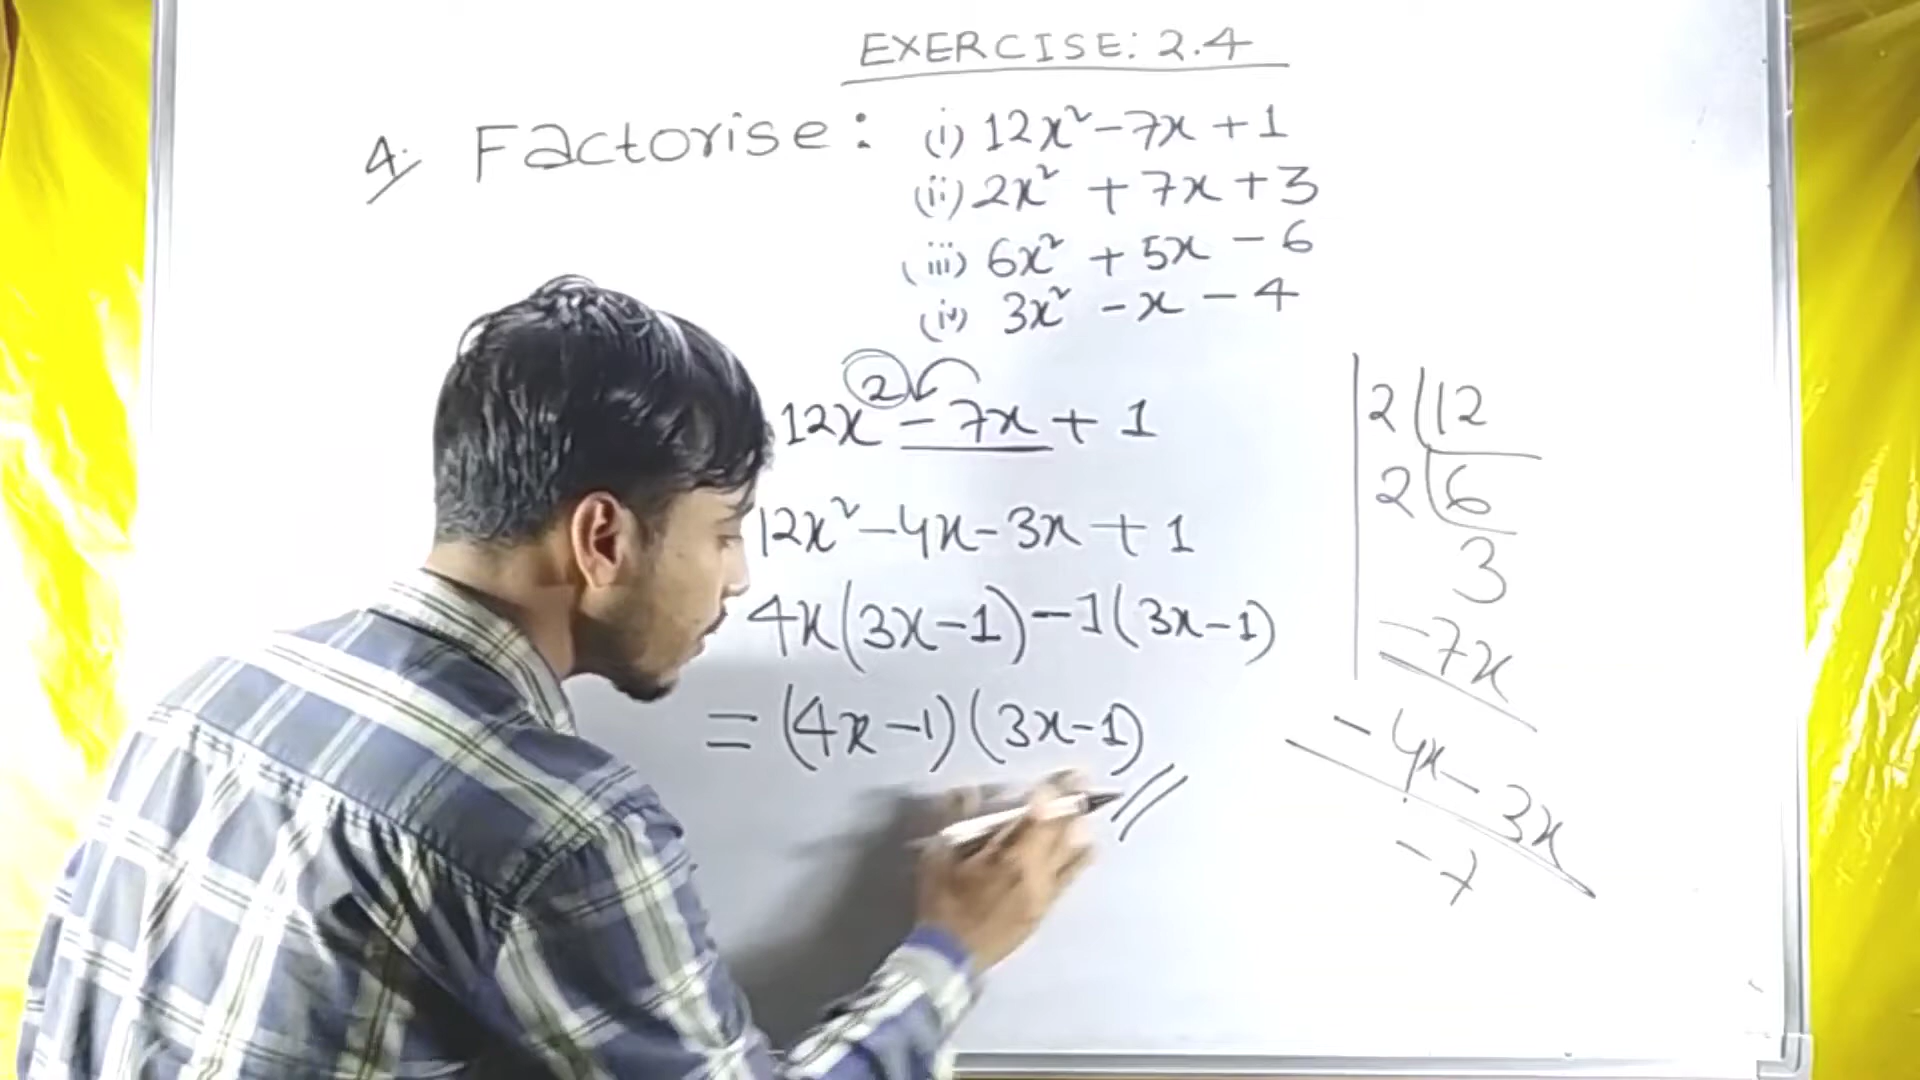 EXERCISE: 2.4
4. Factorise: (i) 12x² - 7x + 1
(ii) 2x² + 7x + 3
(iii) 6x² + 5x - 6
(iv) 3x² - x - 4
12x² - 7x + 1
12x² - 4x - 3x + 1
4x(3x-1) - 1(3x-1)
= (4x-1)(3x-1)
2 | 12
2 | 6
3
-7x
-4x - 3x
-7